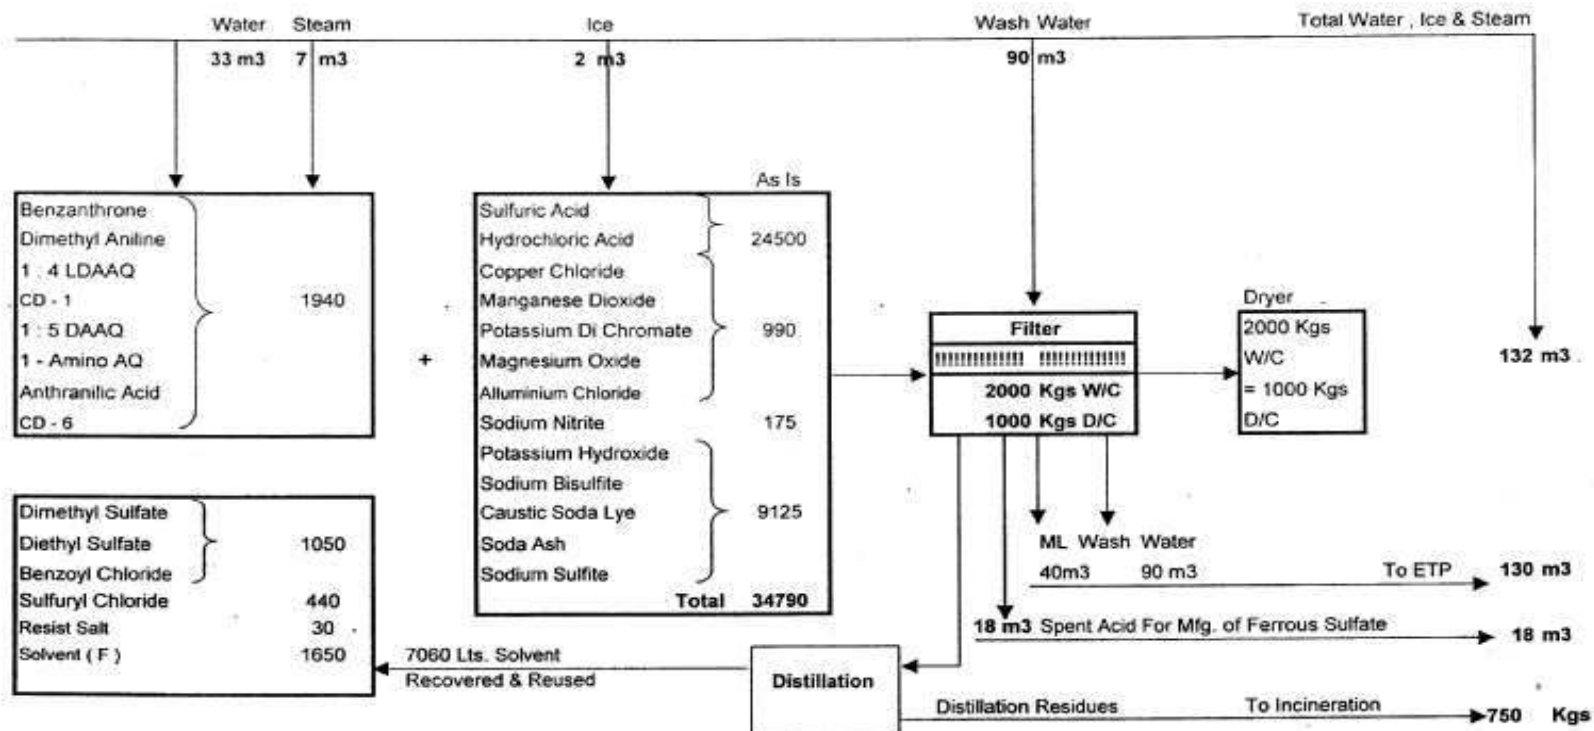 Water Steam Ice Wash Water Total Water , Ice & Steam
33 m3 7 m3 2 m3 90 m3
As Is
Benzanthrone
Dimethyl Aniline
1 : 4 LDAAQ
CD - 1 1940
1 : 5 DAAQ
1 - Amino AQ
Anthranilic Acid
CD - 6
Dimethyl Sulfate
Diethyl Sulfate 1050
Benzoyl Chloride
Sulfuryl Chloride 440
Resist Salt 30
Solvent ( F ) 1650
+
Sulfuric Acid
Hydrochloric Acid 24500
Copper Chloride
Manganese Dioxide
Potassium Di Chromate 990
Magnesium Oxide
Alluminium Chloride
Sodium Nitrite 175
Potassium Hydroxide
Sodium Bisulfite
Caustic Soda Lye 9125
Soda Ash
Sodium Sulfite
Total 34790
Filter
!!!!!!!!!!!!!! !!!!!!!!!!!!!!
2000 Kgs W/C
1000 Kgs D/C
Dryer
2000 Kgs
W/C
= 1000 Kgs
D/C
132 m3
ML Wash Water
40m3 90 m3 To ETP 130 m3
18 m3 Spent Acid For Mfg. of Ferrous Sulfate 18 m3
7060 Lts. Solvent
Recovered & Reused
Distillation
Distillation Residues To Incineration 750 Kgs